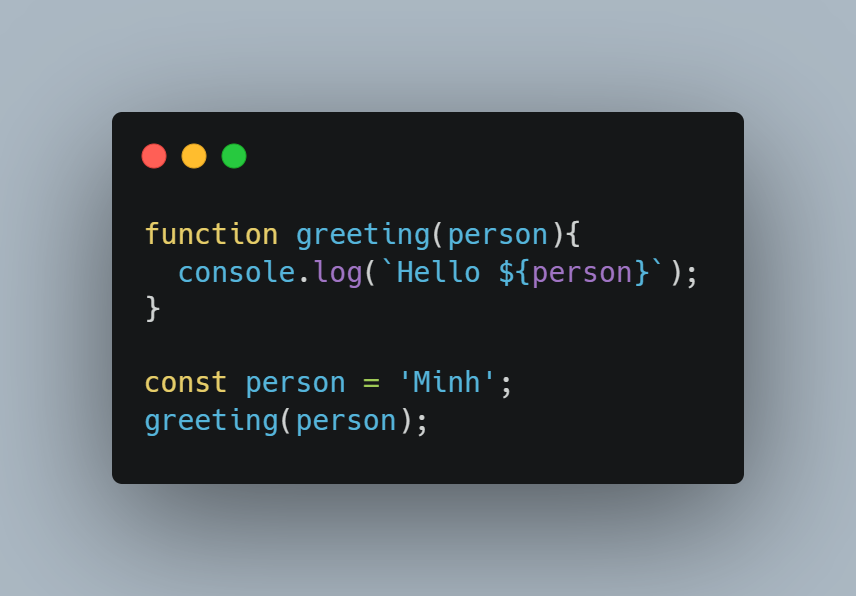 function greeting(person){
  console.log(`Hello ${person}`);
}
const person = 'Minh';
greeting(person);